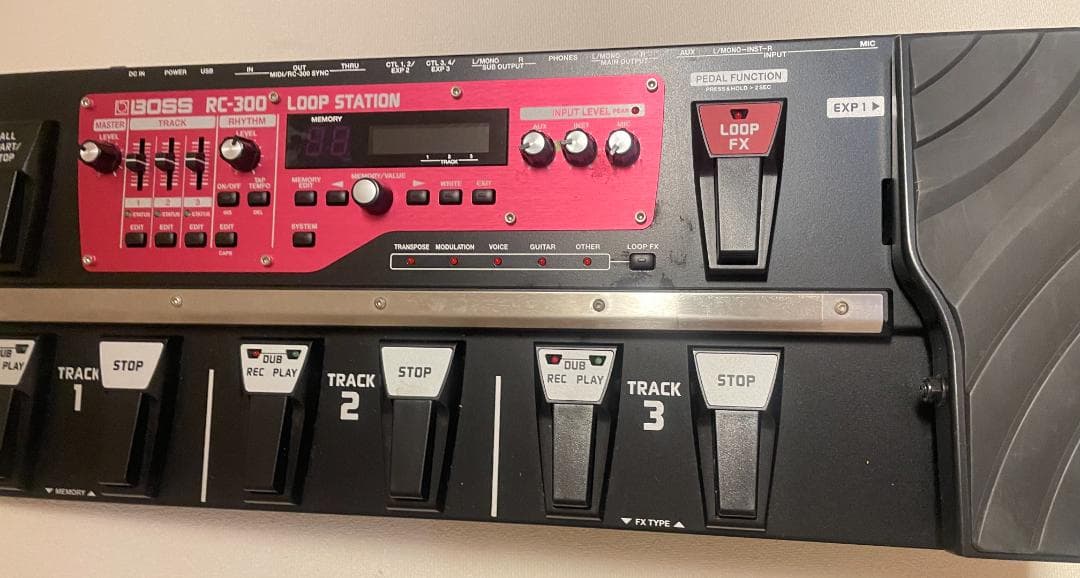 DC IN POWER USB IN OUT THRU
MIDI/RC-300 SYNC
CTL 1, 2/
EXP 2
CTL 3, 4/
EXP 3
L/MONO R
SUB OUTPUT
PHONES
L/MONO R
MAIN OUTPUT
AUX L/MONO-INST-R
INPUT
MIC
BOSS RC-300 LOOP STATION
ALL
START/
STOP
MASTER
LEVEL
TRACK
RHYTHM
LEVEL
MEMORY
1 2 3
TRACK
INPUT LEVEL PEAK
AUX INST MIC
PEDAL FUNCTION
PRESS & HOLD > 2 SEC
EXP 1 ▶
LOOP
FX
MEMORY
EDIT
◀
MEMORY/VALUE
▶
WRITE
EXIT
ON/OFF
INS
TAP
TEMPO
DEL
1 2 3
STATUS STATUS STATUS
EDIT EDIT EDIT EDIT
CAPS
SYSTEM
TRANSPOSE MODULATION VOICE GUITAR OTHER
LOOP FX
DUB
PLAY
TRACK
1
STOP
DUB
REC PLAY
TRACK
2
STOP
DUB
REC PLAY
TRACK
3
STOP
▼ MEMORY ▲
▼ FX TYPE ▲